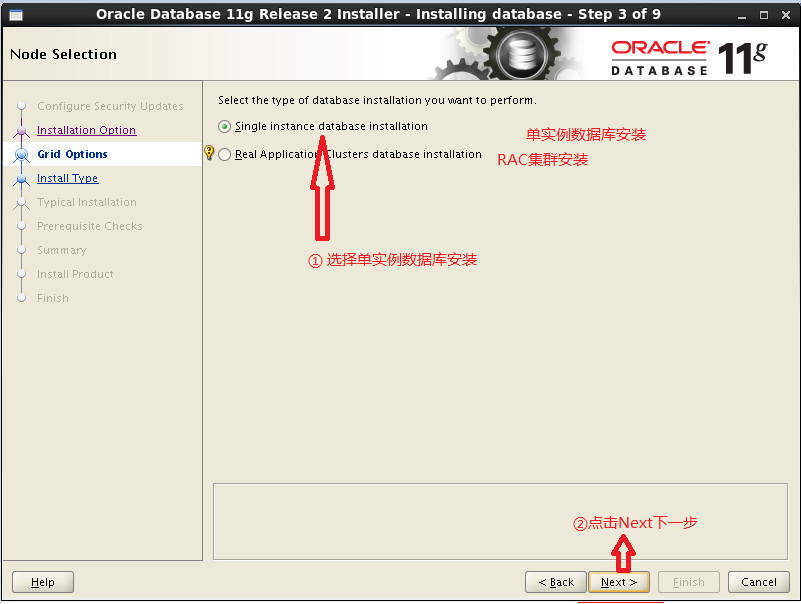 Oracle Database 11g Release 2 Installer - Installing database - Step 3 of 9
Node Selection
ORACLE®
DATABASE 11g
Configure Security Updates
Installation Option
Grid Options
Install Type
Typical Installation
Prerequisite Checks
Summary
Install Product
Finish
Select the type of database installation you want to perform.
Single instance database installation
单实例数据库安装
Real Application Clusters database installation
RAC集群安装
① 选择单实例数据库安装
②点击Next下一步
Help
< Back
Next >
Finish
Cancel